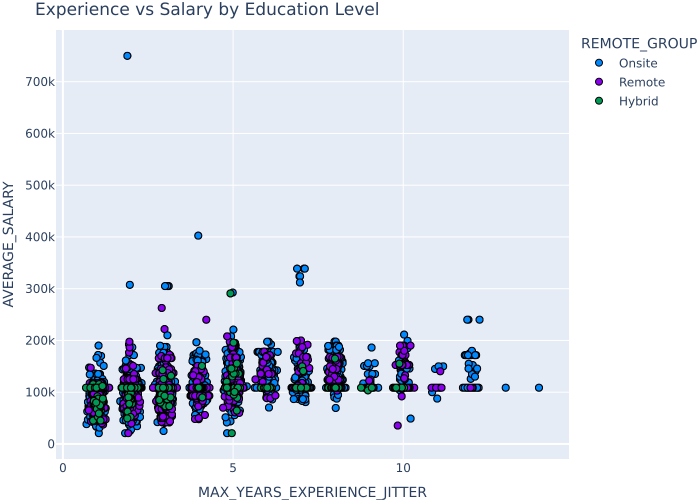 Experience vs Salary by Education Level
REMOTE_GROUP
Onsite
Remote
Hybrid
AVERAGE_SALARY
700k
600k
500k
400k
300k
200k
100k
0
0
5
10
MAX_YEARS_EXPERIENCE_JITTER